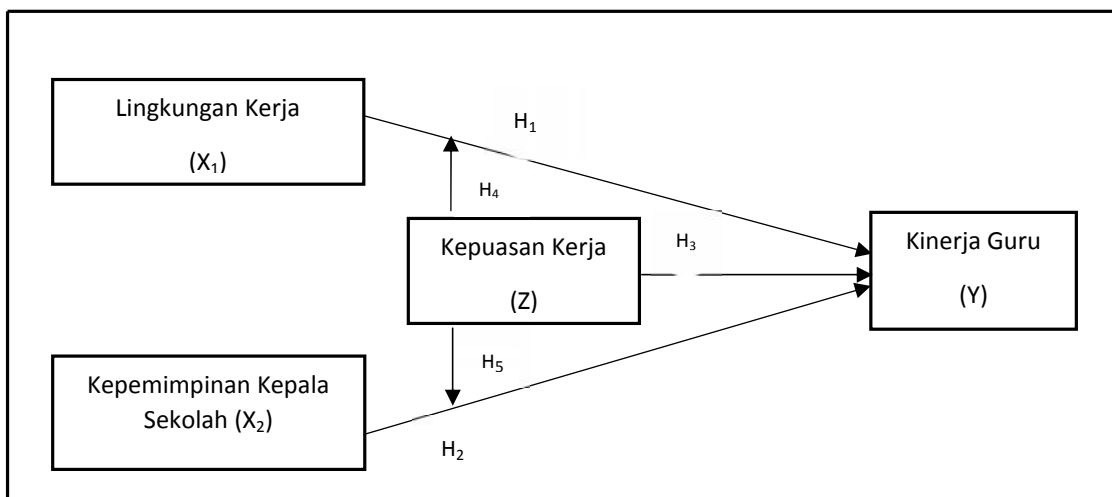 Lingkungan Kerja
(X₁)
H₁
H₄
Kepuasan Kerja
(Z)
H₃
Kinerja Guru
(Y)
H₅
Kepemimpinan Kepala
Sekolah (X₂)
H₂